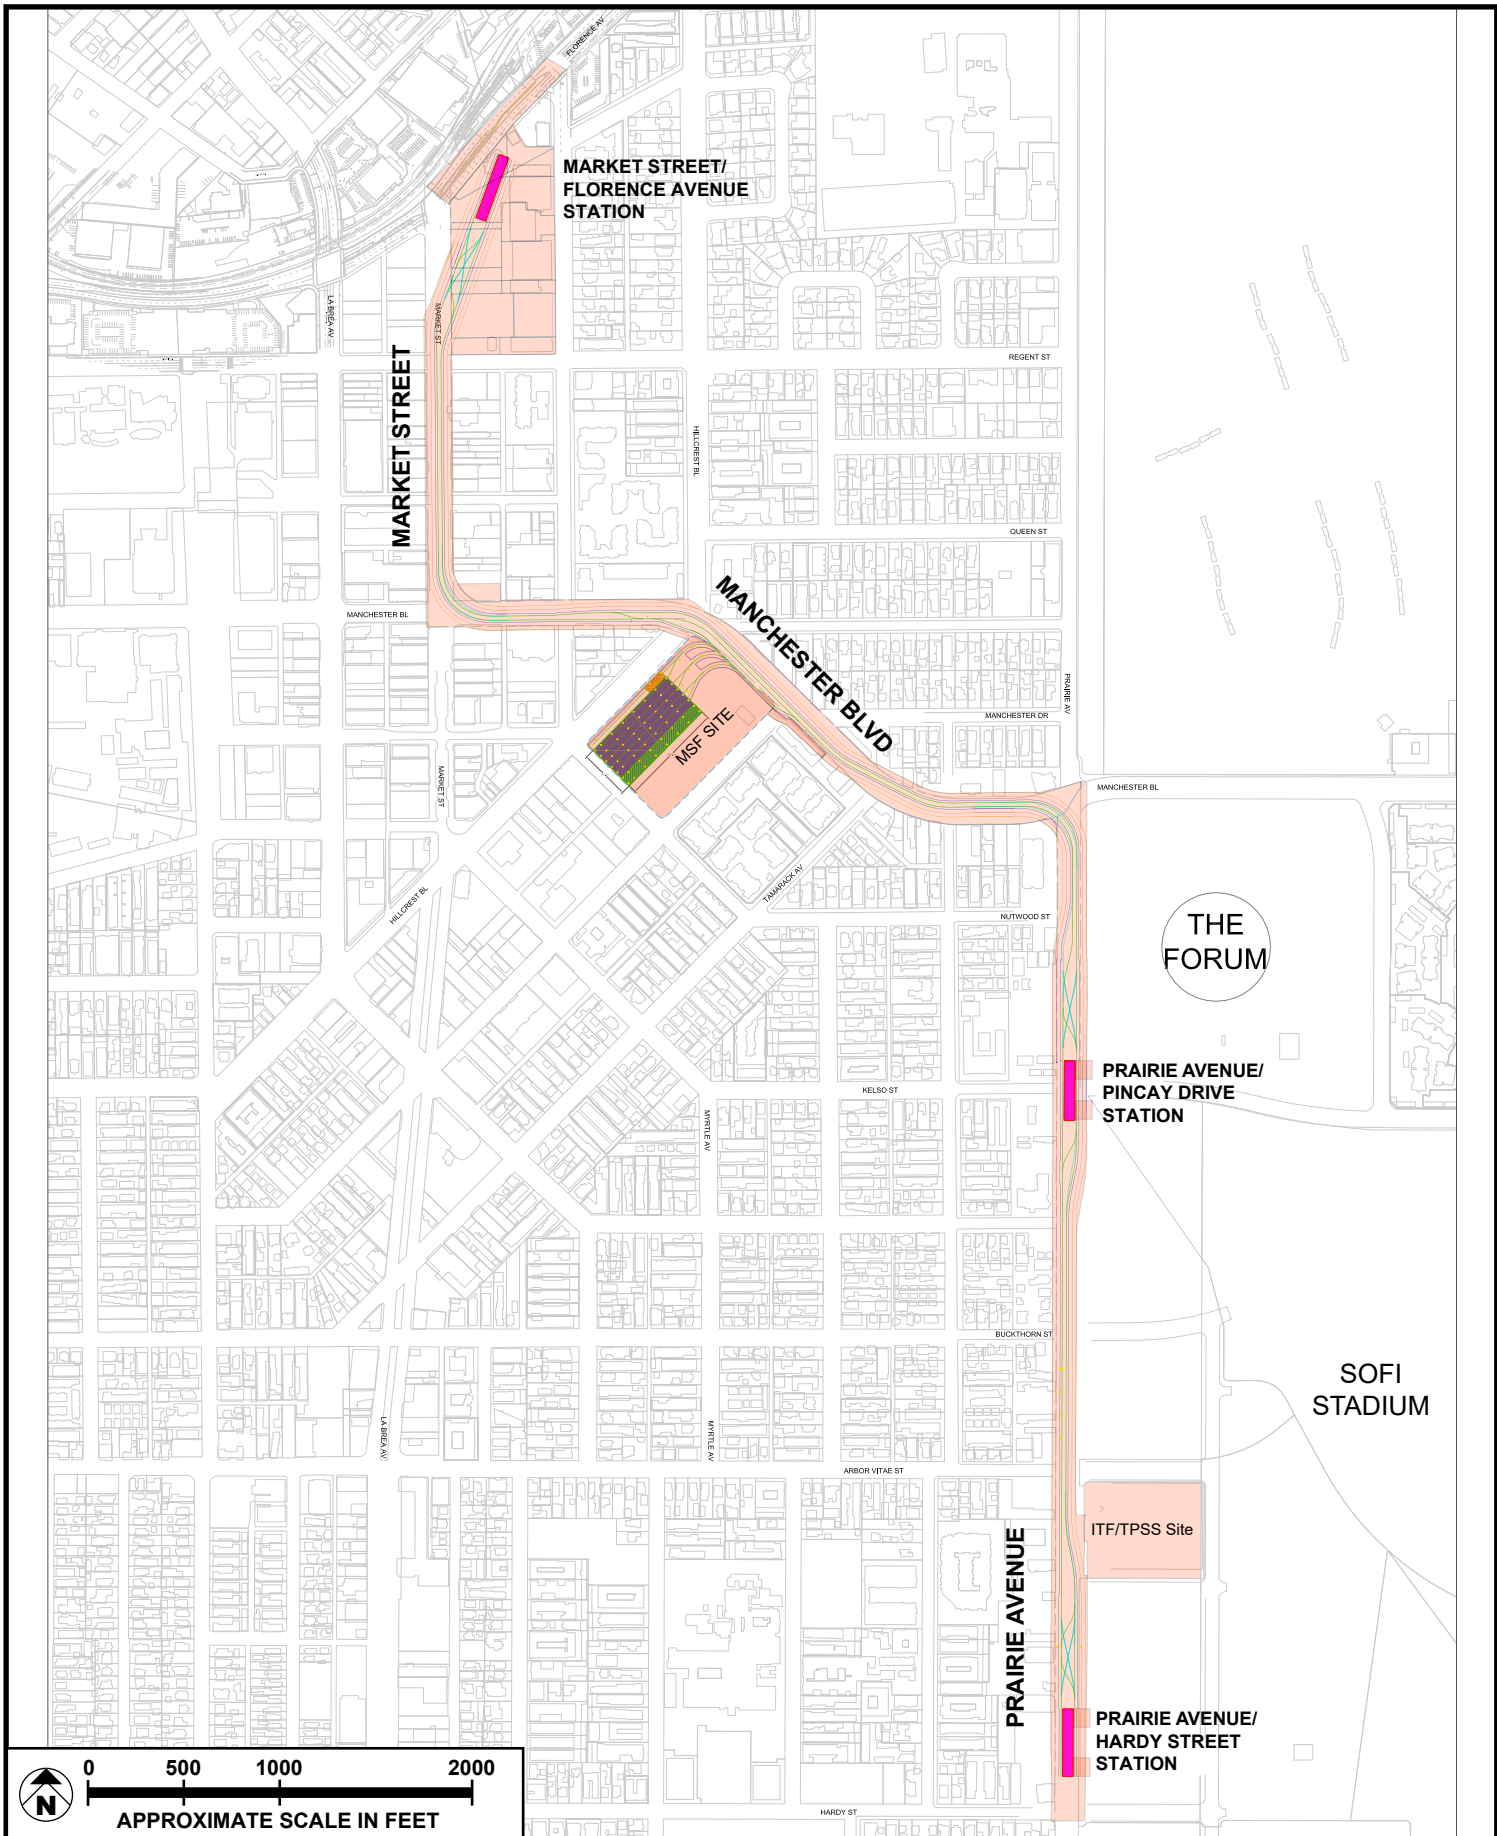 FLORENCE AV
MARKET STREET/
FLORENCE AVENUE
STATION
LA BREA AV
MARKET ST
REGENT ST
MARKET STREET
HILLCREST BL
QUEEN ST
MANCHESTER BL
MANCHESTER BLVD
PRAIRIE AV
MANCHESTER DR
MSF SITE
MARKET ST
MANCHESTER BL
TAMARACK AV
HILLCREST BL
NUTWOOD ST
THE
FORUM
PRAIRIE AVENUE/
PINCAY DRIVE
STATION
KELSO ST
MYRTLE AV
BUCKTHORN ST
SOFI
STADIUM
LA BREA AV
MYRTLE AV
ARBOR VITAE ST
ITF/TPSS Site
PRAIRIE AVENUE
PRAIRIE AVENUE/
HARDY STREET
STATION
HARDY ST
N
0 500 1000 2000
APPROXIMATE SCALE IN FEET